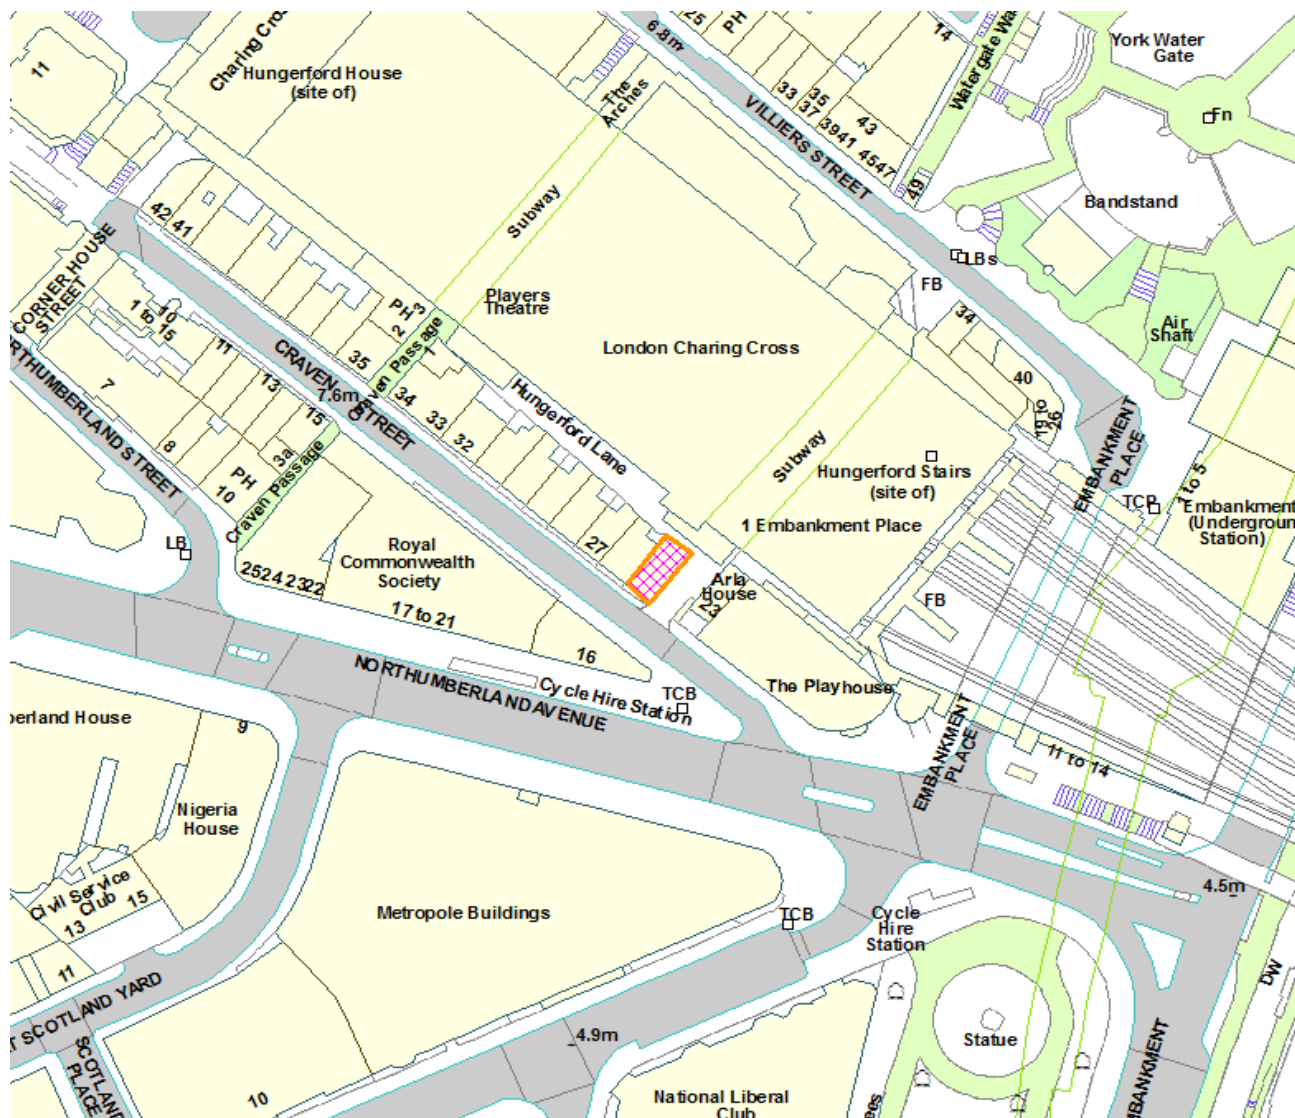 11
Charing Cros
Hungerford House
(site of)
The
Arches
25
PH
6.8m
14
Watergate Wa
York Water
Gate
Fn
33
35
37
39
41
43
45
47
49
VILLIERS STREET
Bandstand
LBs
FB
Air
Shaft
42
41
CORNER HOUSE
STREET
1 to 15
10
11
13
15
Subway
Players
Theatre
PH
3
2
1
Craven Passage
35
34
33
32
CRAVEN STREET
7.6m
London Charing Cross
34
40
19 to
26
EMBANKMENT
PLACE
RTHUMBERLAND STREET
7
8
PH
10
3a
Craven Passage
Hungerford Lane
Subway
Hungerford Stairs
(site of)
1 Embankment Place
TCP
1 to 5
Embankment
(Undergroun
Station)
LB
25
24
23
22
Royal
Commonwealth
Society
17 to 21
16
27
Arla
House
23
FB
NORTHUMBERLAND AVENUE
Cycle Hire Station
TCB
The Playhouse
EMBANKMENT
PLACE
11 to 14
berland House
9
Nigeria
House
Civil Service
Club
13
15
11
Metropole Buildings
TCB
Cycle
Hire
Station
4.5m
T SCOTLAND YARD
SCOTLAND
PLACE
10
4.9m
Statue
DW
National Liberal
Club
ees
MBANKMENT